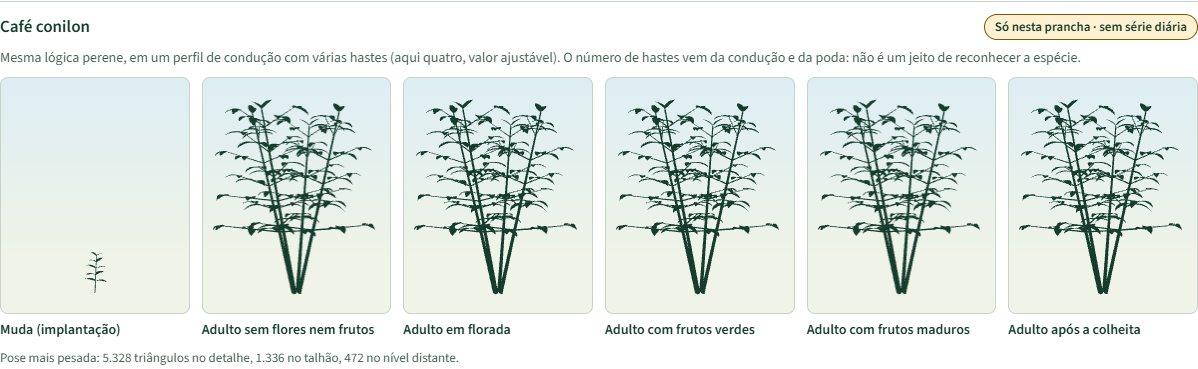 Café conilon
Só nesta prancha · sem série diária
Mesma lógica perene, em um perfil de condução com várias hastes (aqui quatro, valor ajustável). O número de hastes vem da condução e da poda: não é um jeito de reconhecer a espécie.
Muda (implantação)
Adulto sem flores nem frutos
Adulto em florada
Adulto com frutos verdes
Adulto com frutos maduros
Adulto após a colheita
Pose mais pesada: 5.328 triângulos no detalhe, 1.336 no talhão, 472 no nível distante.